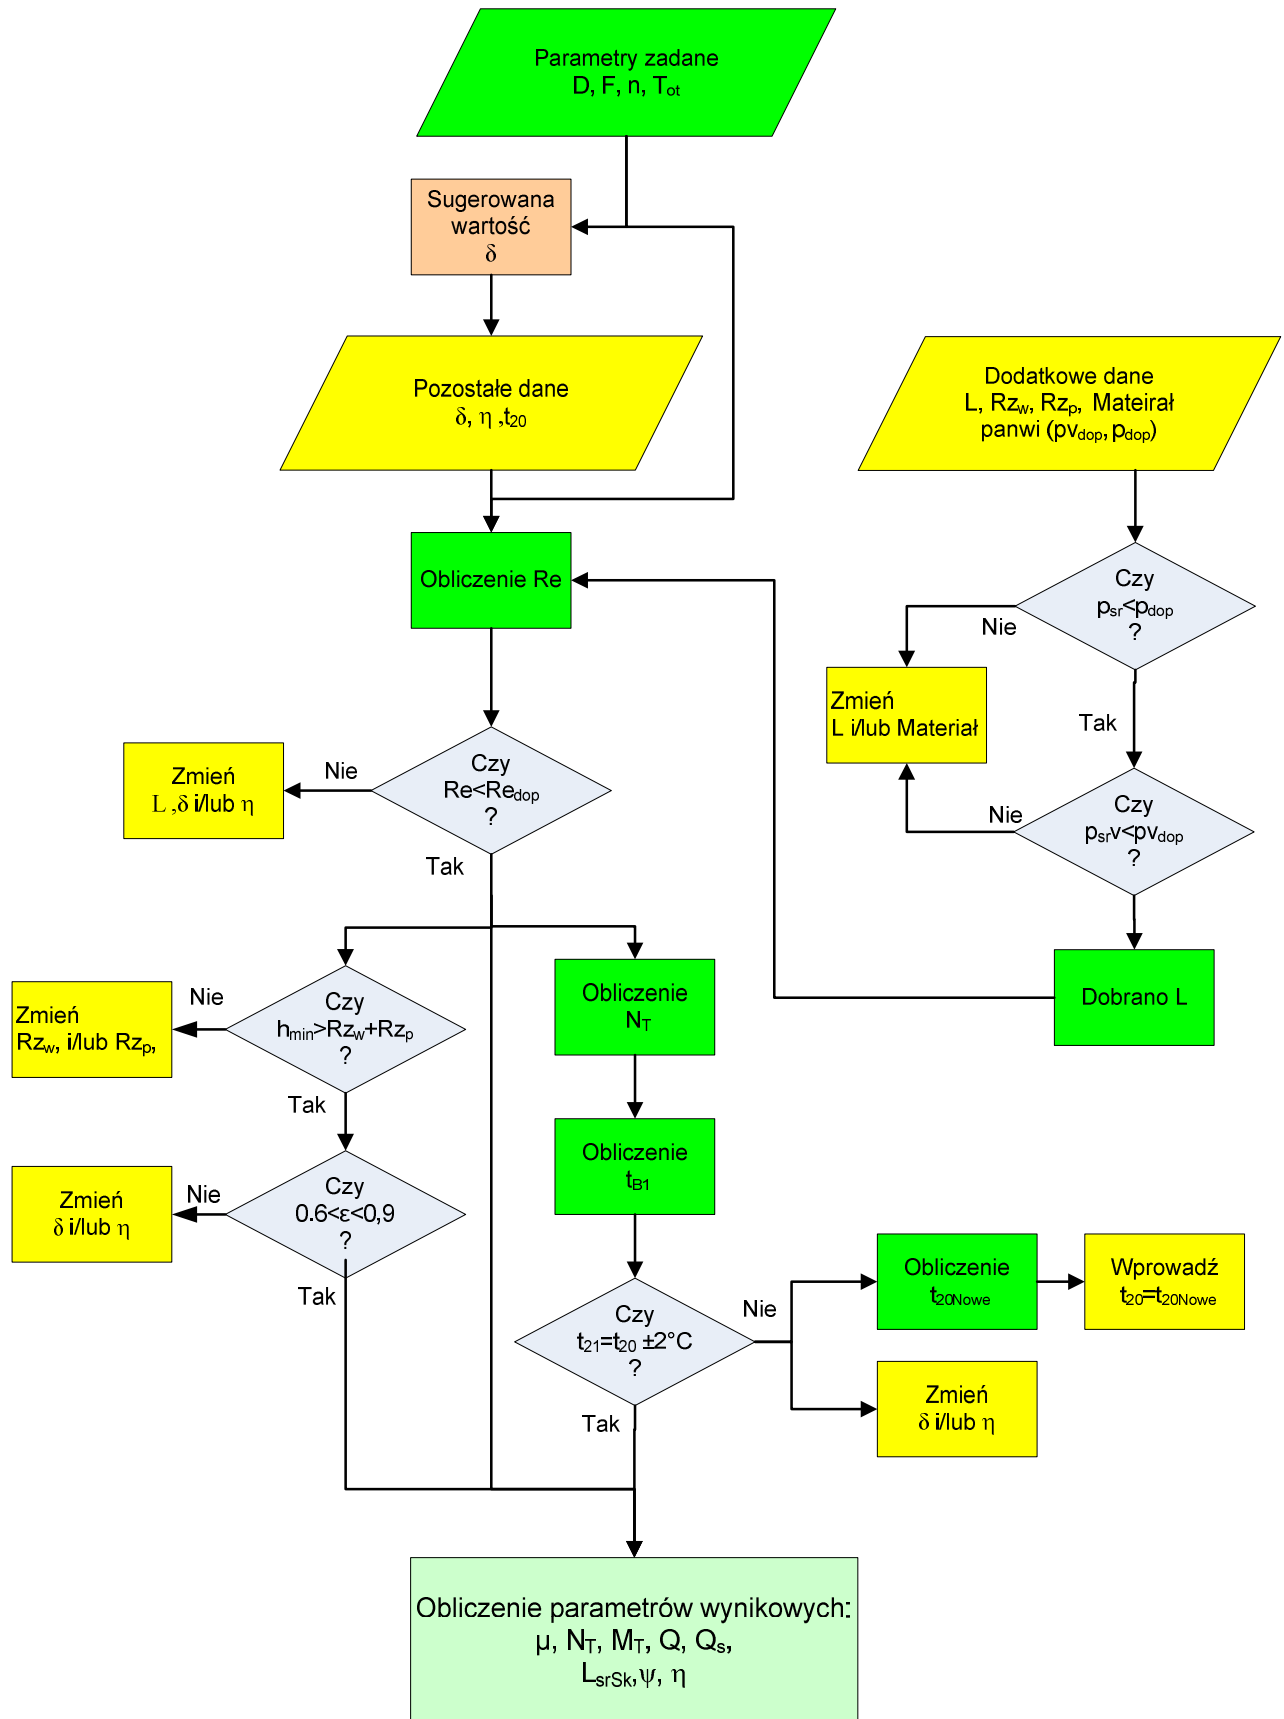 Parametry zadane
D, F, n, Tot
Sugerowana
wartość
δ
Pozostałe dane
δ, η ,t20
Dodatkowe dane
L, Rzw, Rzp, Mateirał
panwi (pvdop, pdop)
Obliczenie Re
Czy
psr<pdop
?
Nie
Zmień
L i/lub Materiał
Tak
Czy
psrv<pvdop
?
Nie
Dobrano L
Czy
Re<Redop
?
Nie
Zmień
L ,δ i/lub η
Tak
Czy
hmin>Rzw+Rzp
?
Nie
Zmień
Rzw, i/lub Rzp,
Tak
Czy
0.6<ε<0,9
?
Nie
Zmień
δ i/lub η
Tak
Obliczenie
NT
Obliczenie
tB1
Czy
t21=t20 ±2°C
?
Nie
Obliczenie
t20Nowe
Wprowadź
t20=t20Nowe
Zmień
δ i/lub η
Tak
Obliczenie parametrów wynikowych:
μ, NT, MT, Q, Qs,
LsrSk,ψ, η